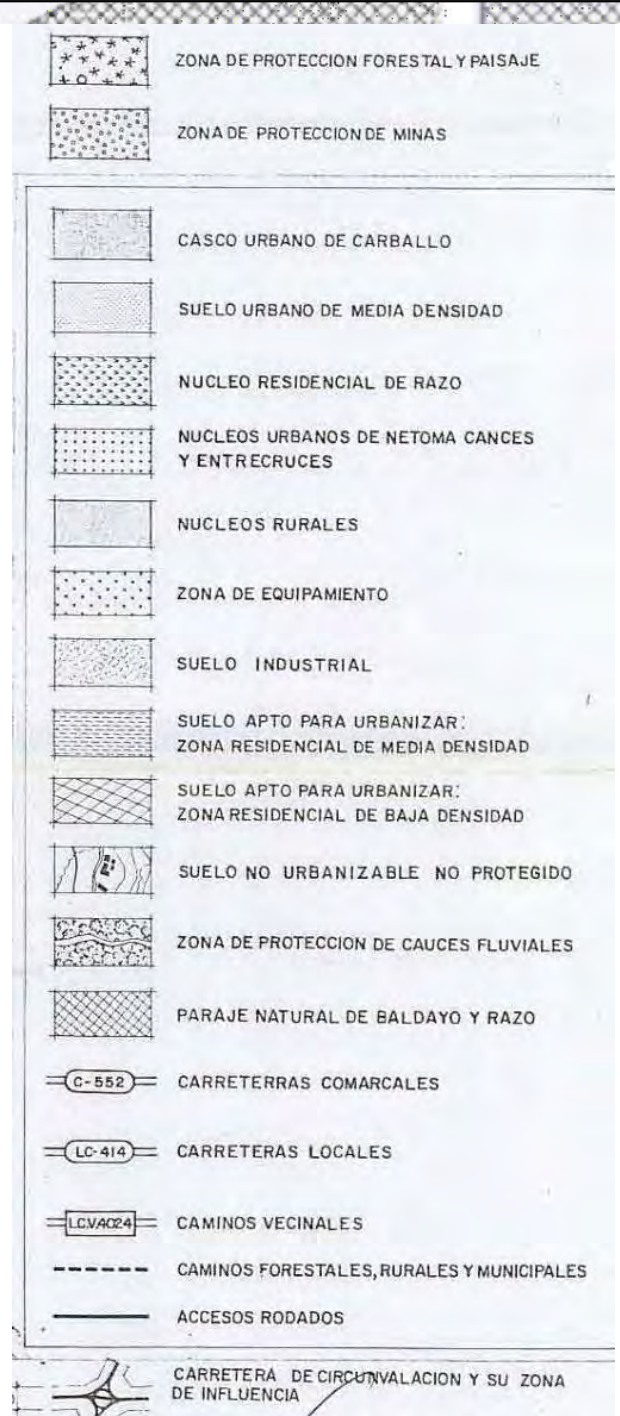 ZONA DE PROTECCION FORESTAL Y PAISAJE
ZONA DE PROTECCION DE MINAS
CASCO URBANO DE CARBALLO
SUELO URBANO DE MEDIA DENSIDAD
NUCLEO RESIDENCIAL DE RAZO
NUCLEOS URBANOS DE NETOMA CANCES
Y ENTRECRUCES
NUCLEOS RURALES
ZONA DE EQUIPAMIENTO
SUELO INDUSTRIAL
SUELO APTO PARA URBANIZAR:
ZONA RESIDENCIAL DE MEDIA DENSIDAD
SUELO APTO PARA URBANIZAR:
ZONA RESIDENCIAL DE BAJA DENSIDAD
SUELO NO URBANIZABLE NO PROTEGIDO
ZONA DE PROTECCION DE CAUCES FLUVIALES
PARAJE NATURAL DE BALDAYO Y RAZO
C-552 CARRETERRAS COMARCALES
LC-414 CARRETERAS LOCALES
LC.V.4024 CAMINOS VECINALES
CAMINOS FORESTALES, RURALES Y MUNICIPALES
ACCESOS RODADOS
CARRETERA DE CIRCUNVALACION Y SU ZONA
DE INFLUENCIA